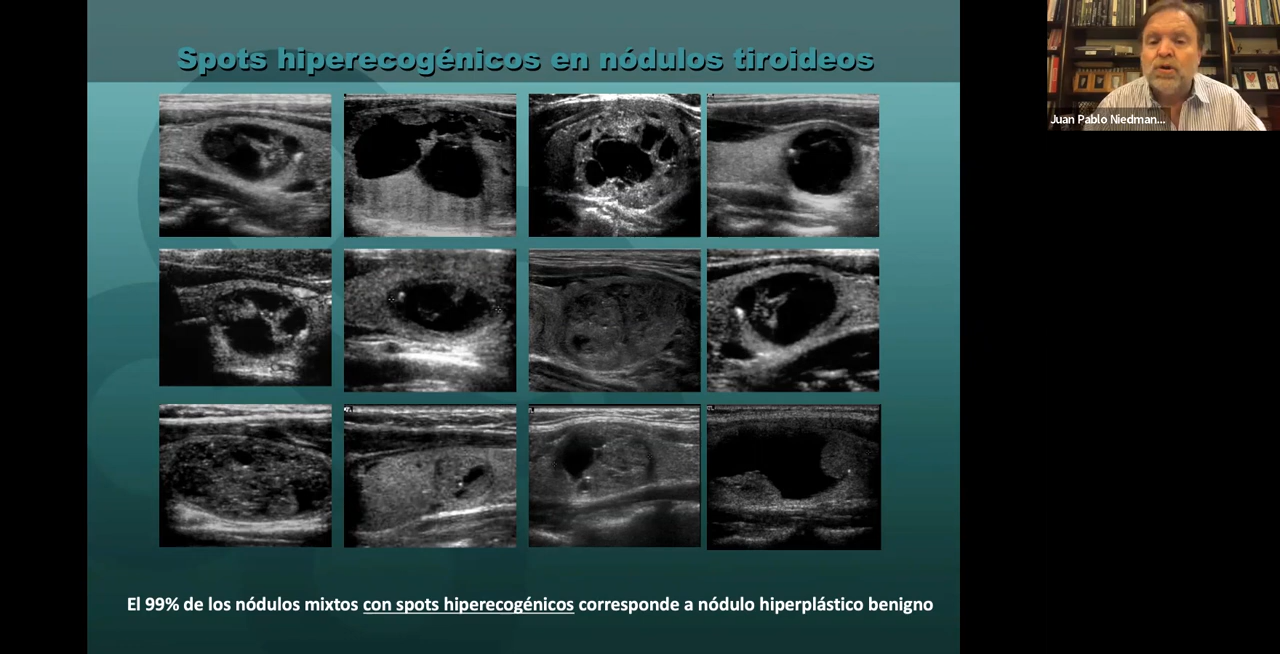 Spots hiperecogénicos en nódulos tiroideos
Juan Pablo Niedman...
El 99% de los nódulos mixtos con spots hiperecogénicos corresponde a nódulo hiperplástico benigno